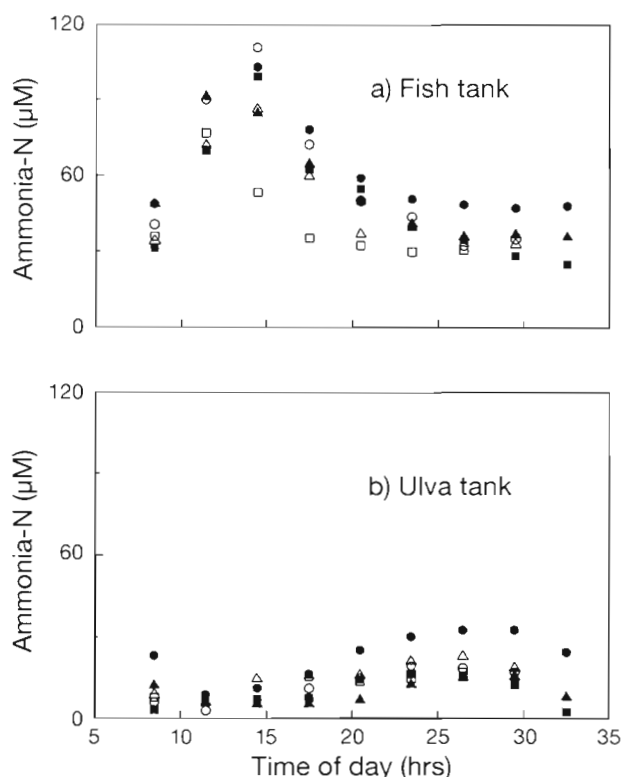 120
a) Fish tank
Ammonia-N (µM)
60
0
120
b) Ulva tank
Ammonia-N (µM)
60
0
5 10 15 20 25 30 35
Time of day (hrs)